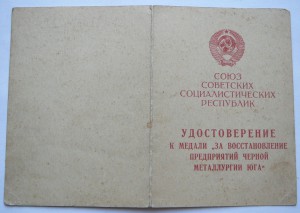 СОЮЗ
СОВЕТСКИХ
СОЦИАЛИСТИЧЕСКИХ
РЕСПУБЛИК
УДОСТОВЕРЕНИЕ
К МЕДАЛИ „ЗА ВОССТАНОВЛЕНИЕ
ПРЕДПРИЯТИЙ ЧЕРНОЙ
МЕТАЛЛУРГИИ ЮГА“